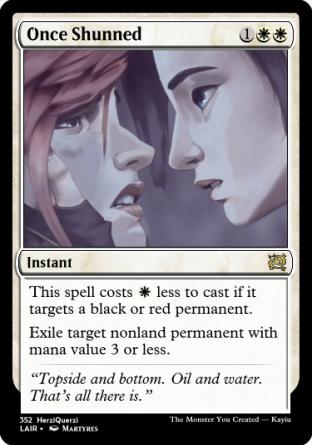 Once Shunned 1
Instant
This spell costs less to cast if it
targets a black or red permanent.
Exile target nonland permanent with
mana value 3 or less.
“Topside and bottom. Oil and water.
That's all there is.”
352 HerziQuerzi
The Monster You Created — Kayiu
LAIR • MARTYRES